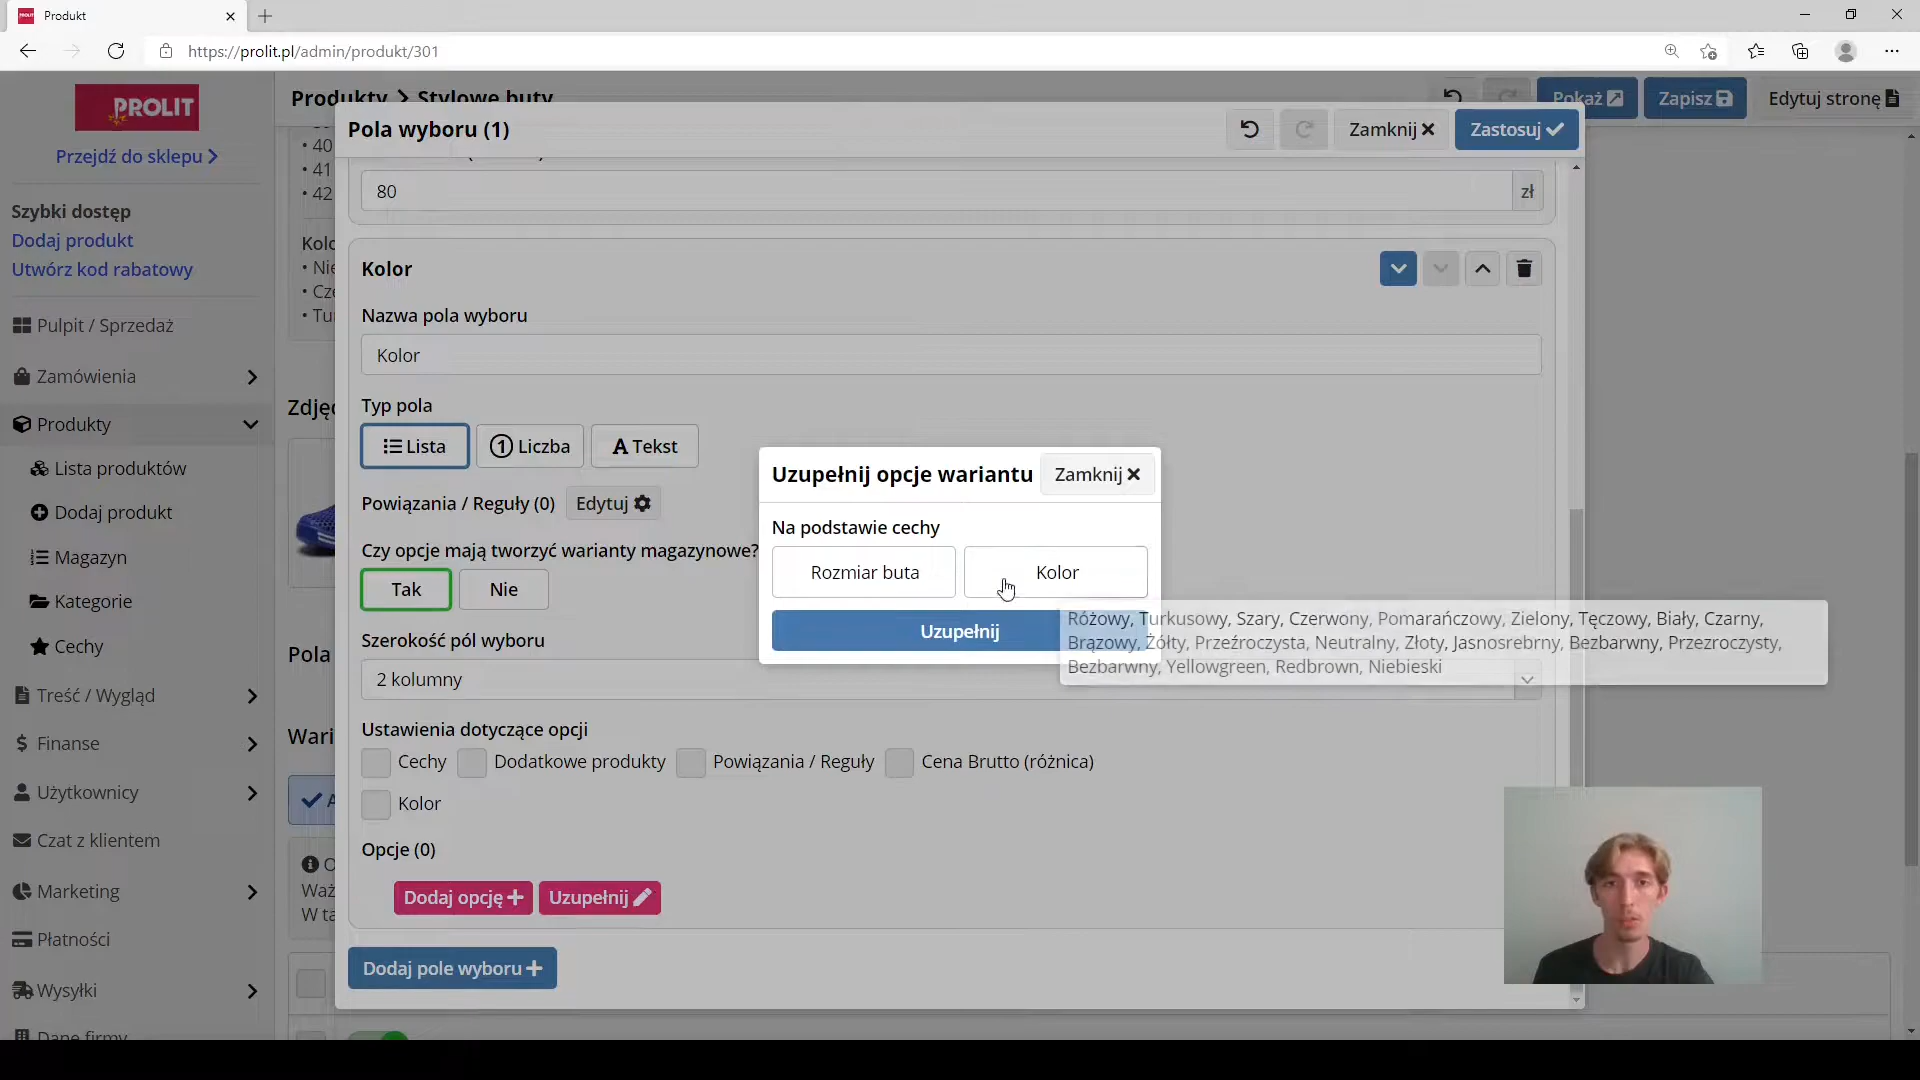 Produkt
https://prolit.pl/admin/produkt/301
PROLIT
Przejdź do sklepu
Szybki dostęp
Dodaj produkt
Utwórz kod rabatowy
Pulpit / Sprzedaż
Zamówienia
Produkty
Lista produktów
Dodaj produkt
Magazyn
Kategorie
Cechy
Treść / Wygląd
Finanse
Użytkownicy
Czat z klientem
Marketing
Płatności
Wysyłki
Dane firmy
Produkty > Stylowe buty
Pokaż
Zapisz
Edytuj stronę
• 40
• 41
• 42
Pola wyboru (1)
Zamknij
Zastosuj
80
zł
Kolor
Nazwa pola wyboru
Kolor
Typ pola
Lista
1 Liczba
A Tekst
Powiązania / Reguły (0)
Edytuj
Czy opcje mają tworzyć warianty magazynowe?
Tak
Nie
Szerokość pól wyboru
2 kolumny
Ustawienia dotyczące opcji
Cechy
Dodatkowe produkty
Powiązania / Reguły
Cena Brutto (różnica)
Kolor
Opcje (0)
Dodaj opcję
Uzupełnij
Dodaj pole wyboru
Uzupełnij opcje wariantu
Zamknij
Na podstawie cechy
Rozmiar buta
Kolor
Uzupełnij
Różowy, Turkusowy, Szary, Czerwony, Pomarańczowy, Zielony, Tęczowy, Biały, Czarny,
Brązowy, Żółty, Przeźroczysta, Neutralny, Złoty, Jasnosrebrny, Bezbarwny, Przezroczysty,
Bezbarwny, Yellowgreen, Redbrown, Niebieski
Pola